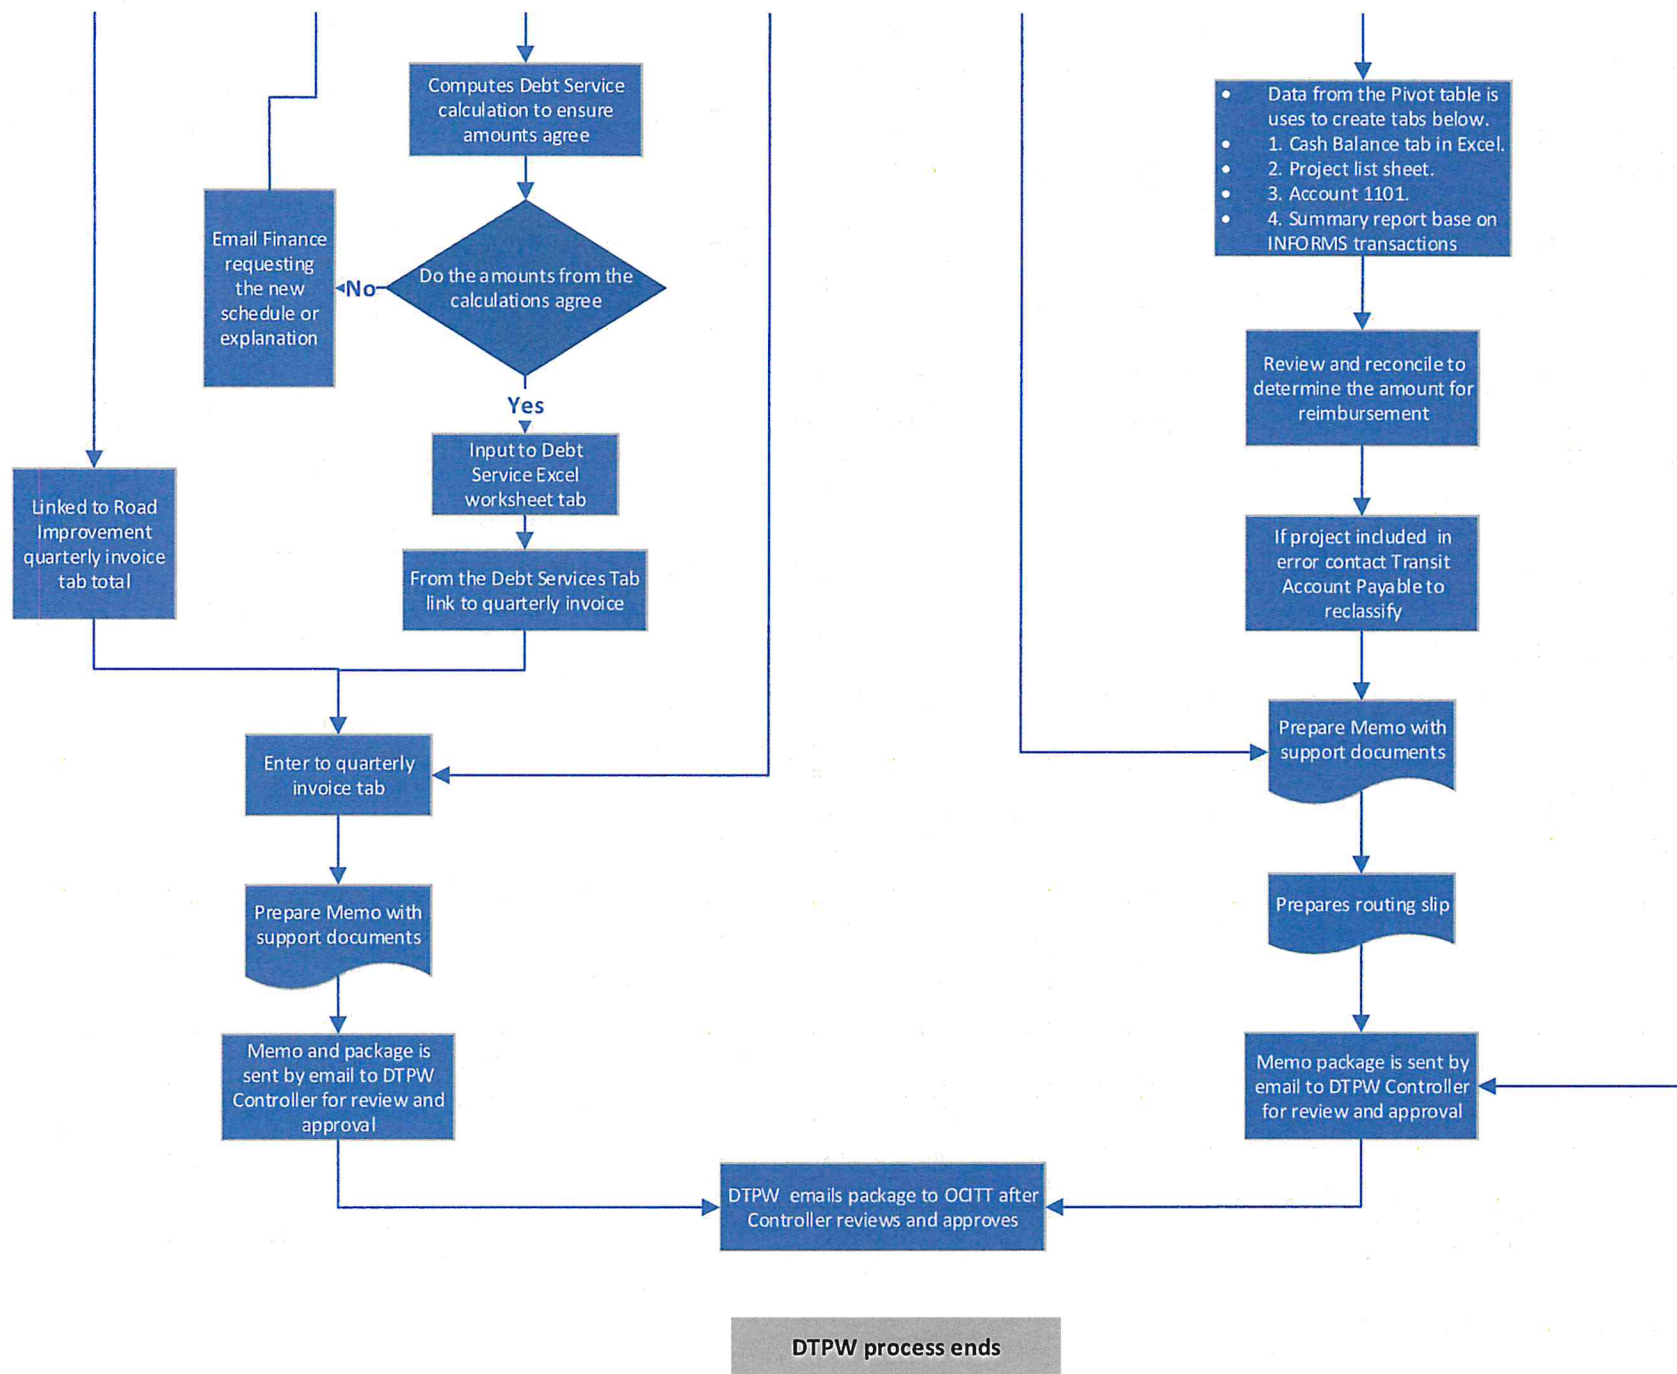 Computes Debt Service
calculation to ensure
amounts agree
Email Finance
requesting
the new
schedule or
explanation
No
Do the amounts from the
calculations agree
Yes
Input to Debt
Service Excel
worksheet tab
Linked to Road
Improvement
quarterly invoice
tab total
From the Debt Services Tab
link to quarterly invoice
Enter to quarterly
invoice tab
Prepare Memo with
support documents
Memo and package is
sent by email to DTPW
Controller for review and
approval
• Data from the Pivot table is
uses to create tabs below.
• 1. Cash Balance tab in Excel.
• 2. Project list sheet.
• 3. Account 1101.
• 4. Summary report base on
INFORMS transactions
Review and reconcile to
determine the amount for
reimbursement
If project included in
error contact Transit
Account Payable to
reclassify
Prepare Memo with
support documents
Prepares routing slip
Memo package is sent by
email to DTPW Controller
for review and approval
DTPW emails package to OCITT after
Controller reviews and approves
DTPW process ends